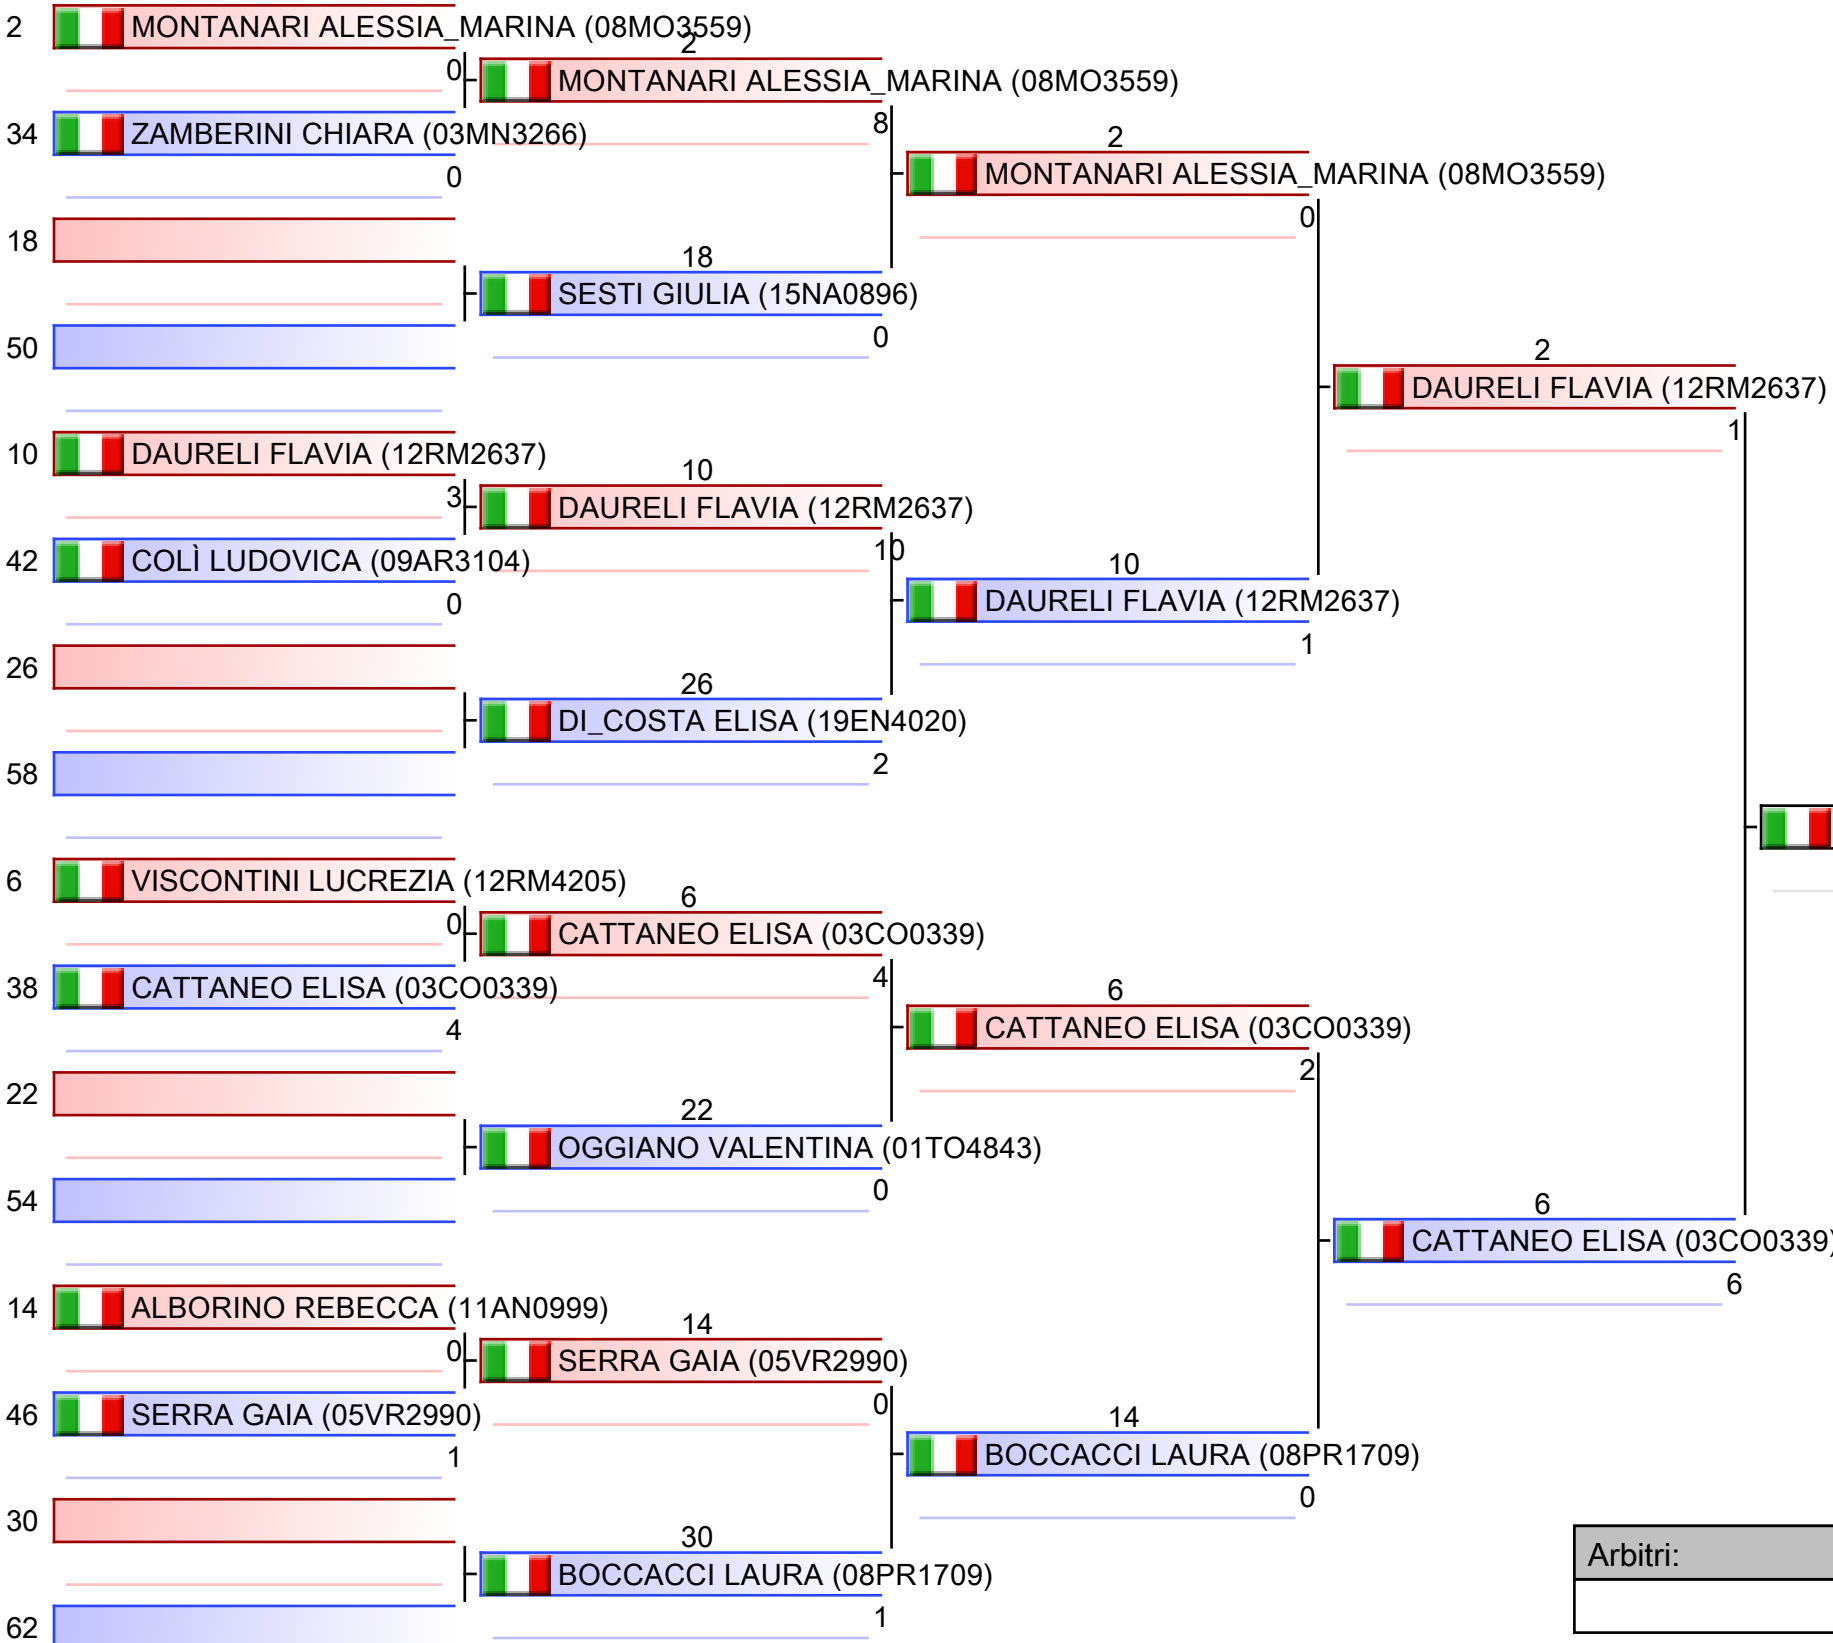 2 MONTANARI ALESSIA_MARINA (08MO3559)
2
0 MONTANARI ALESSIA_MARINA (08MO3559)
34 ZAMBERINI CHIARA (03MN3266)
8
2
0
MONTANARI ALESSIA_MARINA (08MO3559)
18
0
18
SESTI GIULIA (15NA0896)
50
0
2
DAURELI FLAVIA (12RM2637)
1
10 DAURELI FLAVIA (12RM2637)
10
3 DAURELI FLAVIA (12RM2637)
42 COLÌ LUDOVICA (09AR3104)
10
10
0
DAURELI FLAVIA (12RM2637)
1
26
26
DI_COSTA ELISA (19EN4020)
58
2
6 VISCONTINI LUCREZIA (12RM4205)
6
0 CATTANEO ELISA (03CO0339)
38 CATTANEO ELISA (03CO0339)
4
6
4
CATTANEO ELISA (03CO0339)
2
22
22
OGGIANO VALENTINA (01TO4843)
54
0
6
CATTANEO ELISA (03CO0339)
6
14 ALBORINO REBECCA (11AN0999)
14
0 SERRA GAIA (05VR2990)
46 SERRA GAIA (05VR2990)
0
14
1
BOCCACCI LAURA (08PR1709)
0
30
30
BOCCACCI LAURA (08PR1709)
62
1
Arbitri: